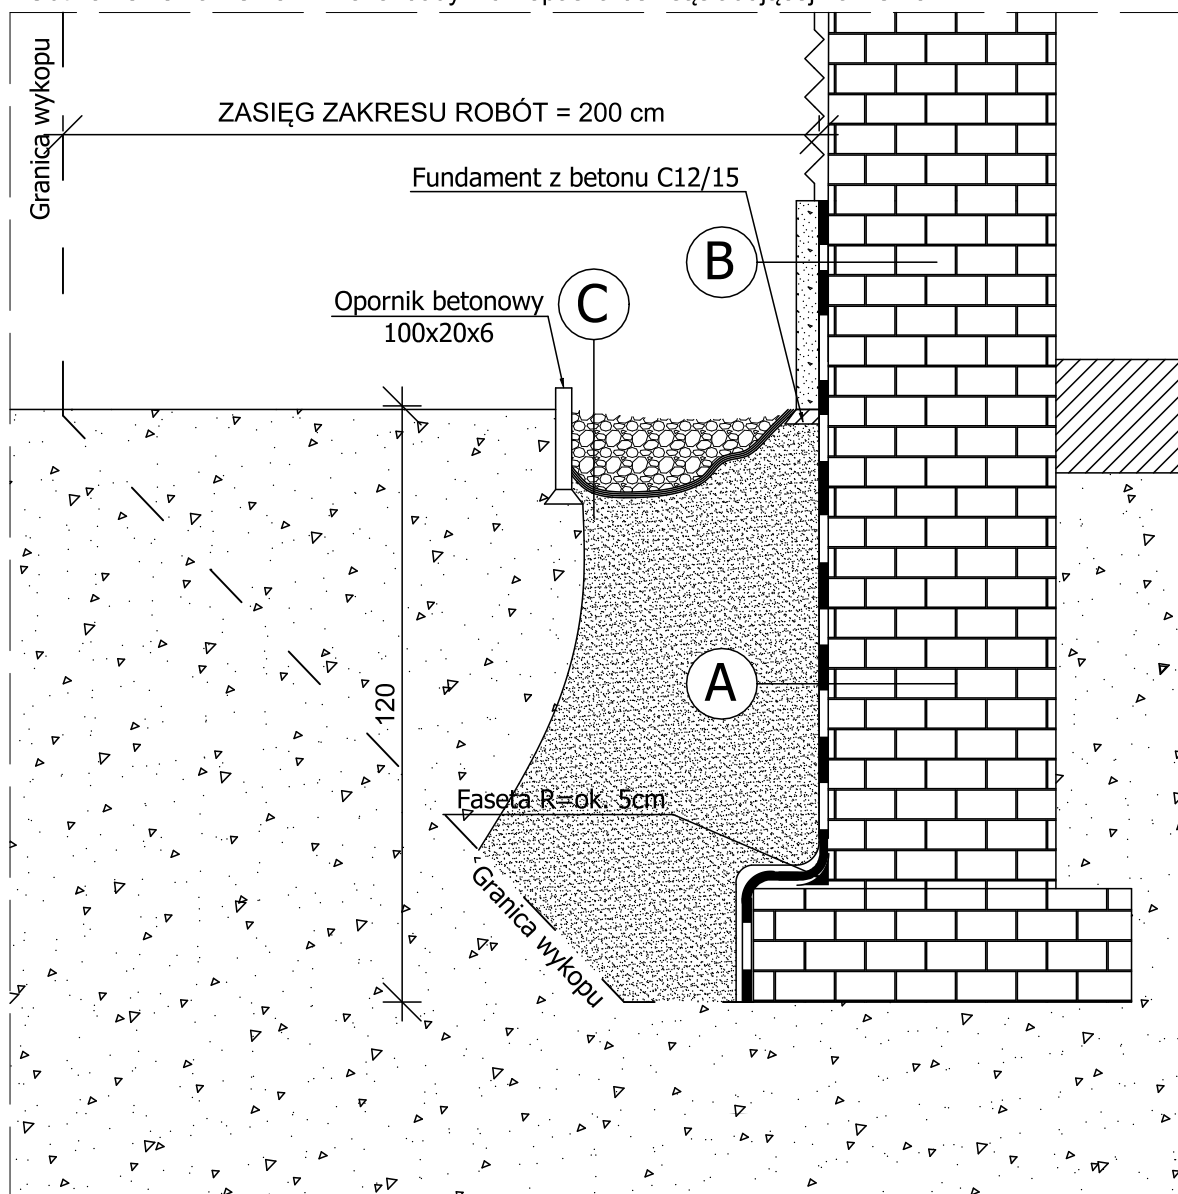 Granica wykopu
ZASIĘG ZAKRESU ROBÓT = 200 cm
Fundament z betonu C12/15
B
Opornik betonowy
100x20x6
C
A
120
Faseta R=ok. 5cm
Granica wykopu